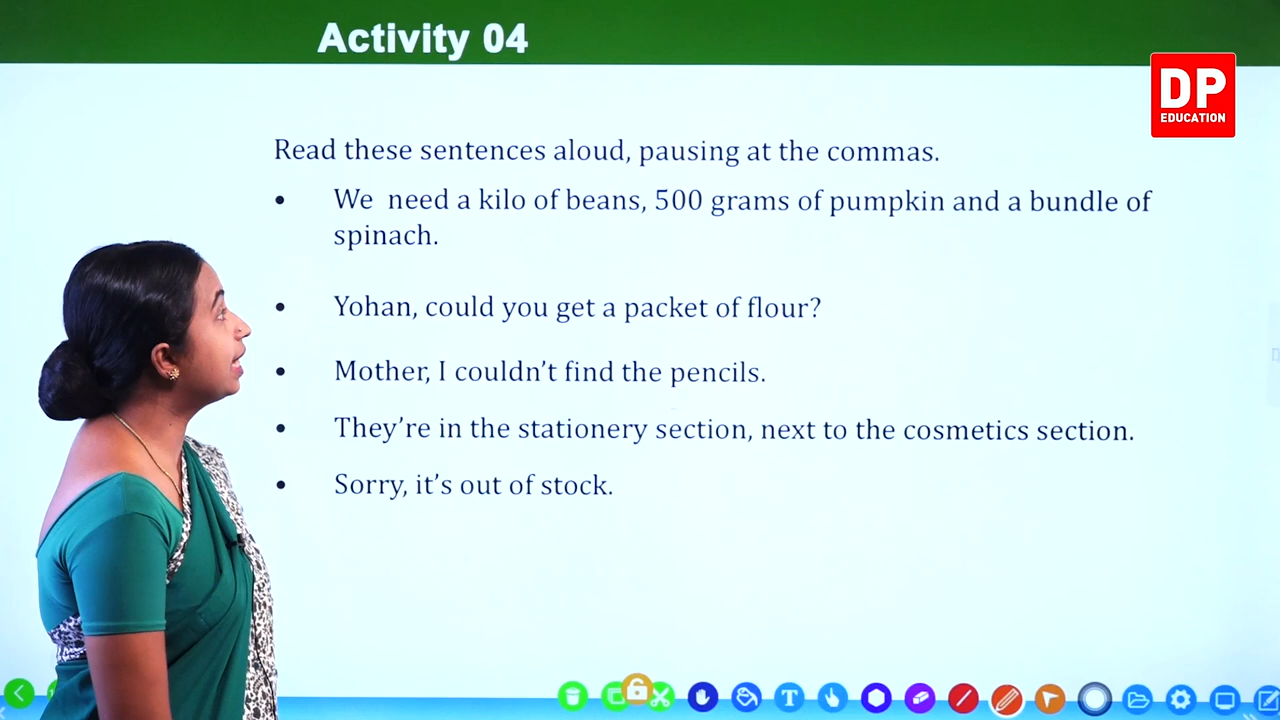 Activity 04
DP
EDUCATION
Read these sentences aloud, pausing at the commas.
• We need a kilo of beans, 500 grams of pumpkin and a bundle of
spinach.
• Yohan, could you get a packet of flour?
• Mother, I couldn't find the pencils.
• They're in the stationery section, next to the cosmetics section.
• Sorry, it's out of stock.